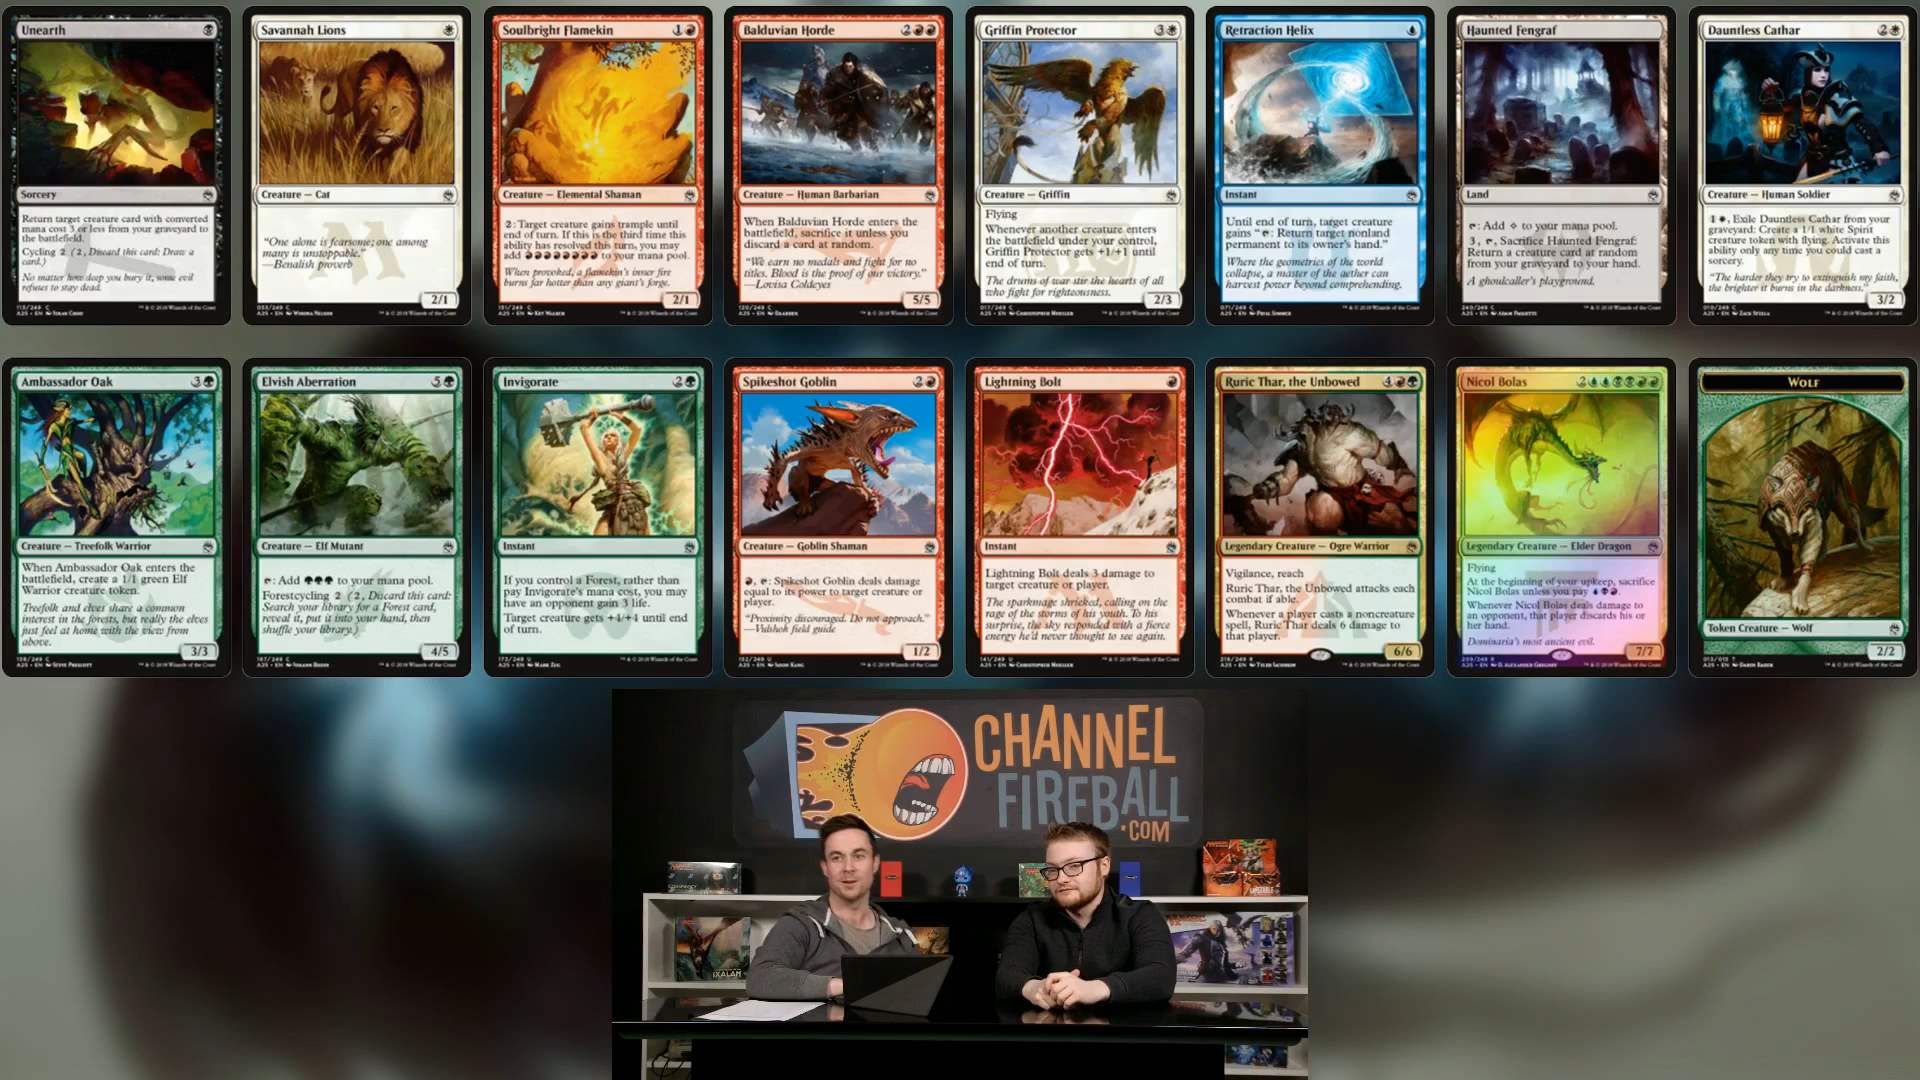 Unearth
Sorcery
Return target creature card with converted
mana cost 3 or less from your graveyard to
the battlefield.
Cycling 2 (2, Discard this card: Draw a
card.)
No matter how deep you bury it, some evil
refuses to stay dead.
113/249 C
Savannah Lions
Creature — Cat
“One alone is fearsome; one among
many is unstoppable.”
—Benalish proverb
2/1
Soulbright Flamekin
1
Creature — Elemental Shaman
2: Target creature gains trample until
end of turn. If this is the third time this
ability has resolved this turn, you may
add to your mana pool.
When provoked, a flamekin's inner fire
burns far hotter than any giant's forge.
2/1
Balduvian Horde
2
Creature — Human Barbarian
When Balduvian Horde enters the
battlefield, sacrifice it unless you
discard a card at random.
“We earn no medals and fight for no
titles. Blood is the proof of our victory.”
—Lovisa Coldeyes
5/5
Griffin Protector
3
Creature — Griffin
Flying
Whenever another creature enters
the battlefield under your control,
Griffin Protector gets +1/+1 until
end of turn.
The drums of war stir the hearts of all
who fight for righteousness.
2/3
Retraction Helix
Instant
Until end of turn, target creature
gains “ : Return target nonland
permanent to its owner's hand.”
Where the geometries of the world
collapse, a master of the aether can
harvest power beyond comprehending.
Haunted Fengraf
Land
: Add to your mana pool.
3, , Sacrifice Haunted Fengraf:
Return a creature card at random
from your graveyard to your hand.
A ghoulcaller's playground.
Dauntless Cathar
2
Creature — Human Soldier
1 , Exile Dauntless Cathar from your
graveyard: Create a 1/1 white Spirit
creature token with flying. Activate this
ability only any time you could cast a
sorcery.
“The harder they try to extinguish my faith,
the brighter it burns in the darkness.”
3/2
Ambassador Oak
3
Creature — Treefolk Warrior
When Ambassador Oak enters the
battlefield, create a 1/1 green Elf
Warrior creature token.
Treefolk and elves share a common
interest in the forests, but really the elves
just feel at home with the view from
above.
3/3
Elvish Aberration
5
Creature — Elf Mutant
: Add to your mana pool.
Forestcycling 2 (2, Discard this card:
Search your library for a Forest card,
reveal it, put it into your hand, then
shuffle your library.)
4/5
Invigorate
2
Instant
If you control a Forest, rather than
pay Invigorate's mana cost, you may
have an opponent gain 3 life.
Target creature gets +4/+4 until end
of turn.
Spikeshot Goblin
2
Creature — Goblin Shaman
, : Spikeshot Goblin deals damage
equal to its power to target creature or
player.
“Proximity discouraged. Do not approach.”
—Vulshok field guide
1/2
Lightning Bolt
Instant
Lightning Bolt deals 3 damage to
target creature or player.
The sparkmage shrieked, calling on the
rage of the storms of his youth. To his
surprise, the sky responded with a fierce
energy he'd never thought to see again.
Ruric Thar, the Unbowed
4
Legendary Creature — Ogre Warrior
Vigilance, reach
Ruric Thar, the Unbowed attacks each
combat if able.
Whenever a player casts a noncreature
spell, Ruric Thar deals 6 damage to
that player.
6/6
Nicol Bolas
2
Legendary Creature — Elder Dragon
Flying
At the beginning of your upkeep, sacrifice
Nicol Bolas unless you pay .
Whenever Nicol Bolas deals damage to
an opponent, that player discards his or
her hand.
Dominaria's most ancient evil.
7/7
Wolf
Token Creature — Wolf
2/2
CHANNEL
FIREBALL
.COM
IXALAN